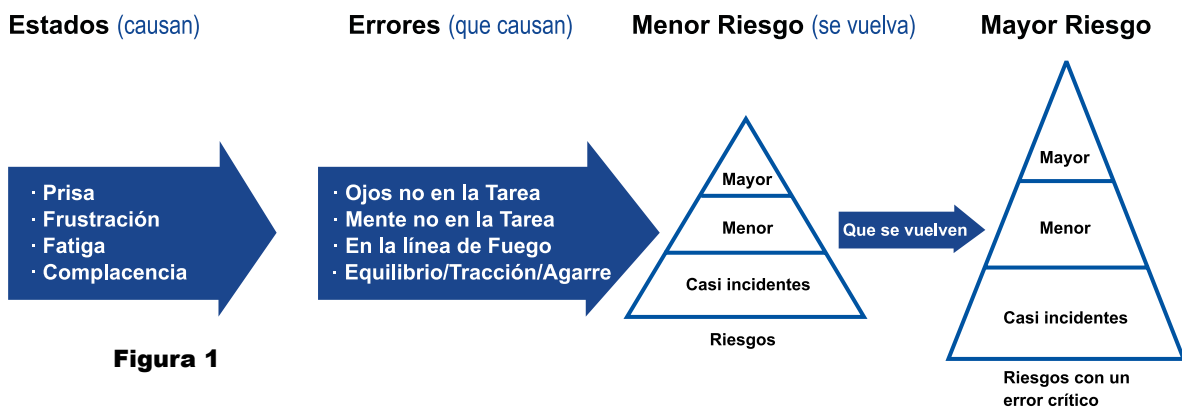 Estados (causan)
Errores (que causan)
Menor Riesgo (se vuelva)
Mayor Riesgo
· Prisa
· Frustración
· Fatiga
· Complacencia
· Ojos no en la Tarea
· Mente no en la Tarea
· En la línea de Fuego
· Equilibrio/Tracción/Agarre
Mayor
Menor
Casi incidentes
Riesgos
Que se vuelven
Mayor
Menor
Casi incidentes
Riesgos con un
error crítico
Figura 1